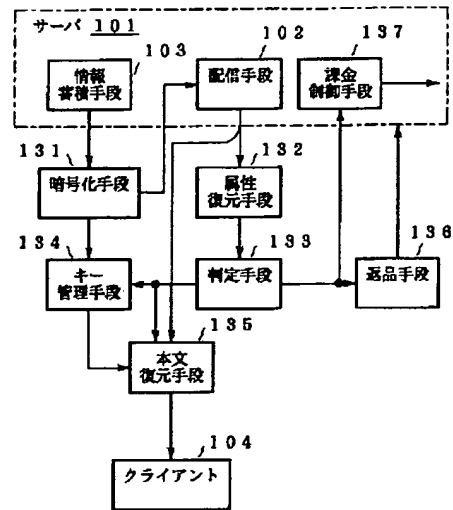 サーバ 101
103
情報
蓄積手段
102
配信手段
137
課金
制御手段
131
暗号化手段
132
属性
復元手段
134
キー
管理手段
133
判定手段
136
返品手段
135
本文
復元手段
104
クライアント